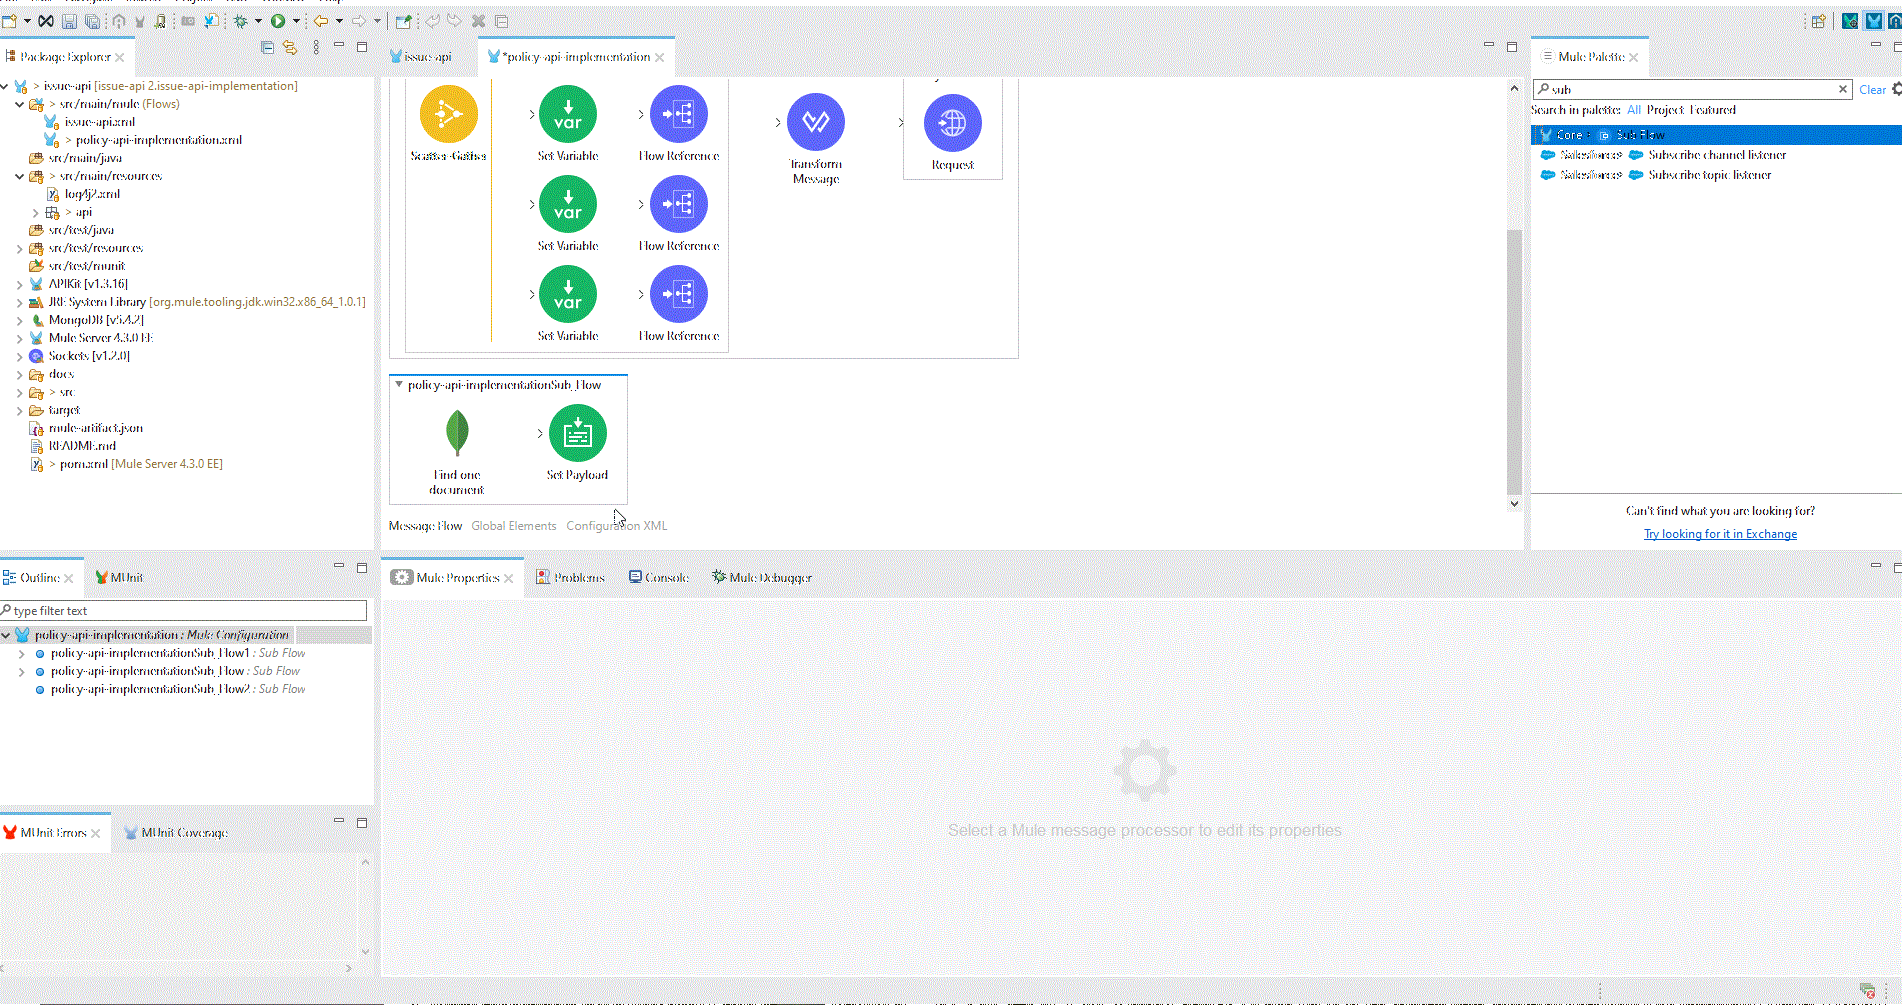 Package Explorer
issue-api
*policy-api-implementation
Mule Palette
> issue-api [issue-api 2.issue-api-implementation]
> src/main/mule (Flows)
issue-api.xml
> policy-api-implementation.xml
src/main/java
> src/main/resources
log4j2.xml
> api
src/test/java
src/test/resources
src/test/munit
APIKit [v1.3.16]
JRE System Library [org.mule.tooling.jdk.win32.x86_64_1.0.1]
MongoDB [v5.4.2]
Mule Server 4.3.0 EE
Sockets [v1.2.0]
docs
> src
target
mule-artifact.json
README.md
> pom.xml [Mule Server 4.3.0 EE]
Scatter-Gather
var
Set Variable
Flow Reference
Transform
Message
Request
var
Set Variable
Flow Reference
var
Set Variable
Flow Reference
policy-api-implementationSub_Flow
Find one
document
Set Payload
Message Flow Global Elements Configuration XML
sub
Clear
Search in palette: All Project Featured
Core > Sub Flow
Salesforce > Subscribe channel listener
Salesforce > Subscribe topic listener
Can't find what you are looking for?
Try looking for it in Exchange
Outline
MUnit
type filter text
policy-api-implementation : Mule Configuration
policy-api-implementationSub_Flow1 : Sub Flow
policy-api-implementationSub_Flow : Sub Flow
policy-api-implementationSub_Flow2 : Sub Flow
MUnit Errors
MUnit Coverage
Mule Properties
Problems
Console
Mule Debugger
Select a Mule message processor to edit its properties